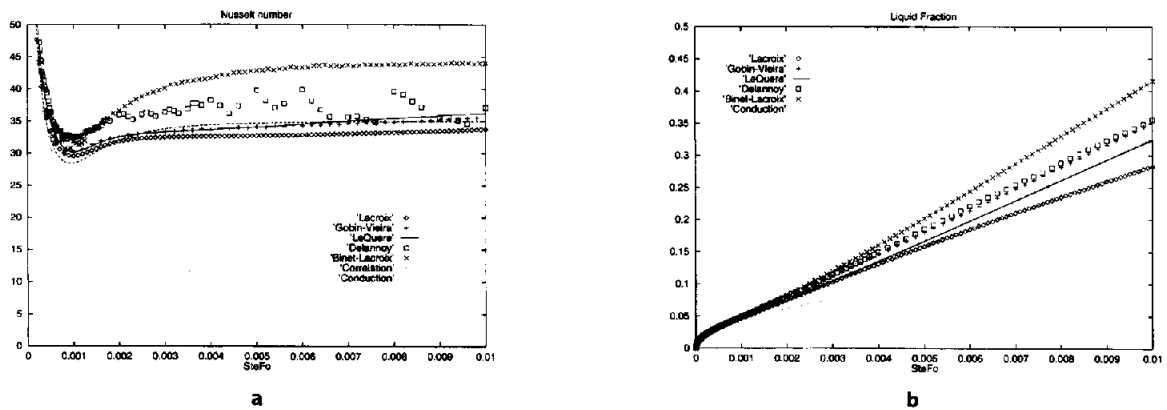 Nusselt number
50
45
40
35
30
25
20
15
10
5
0
'Lacroix'
'Gobin-Vieira'
'LeQuere'
'Delannoy'
'Binet-Lacroix'
'Correlation'
'Conduction'
0 0.001 0.002 0.003 0.004 0.005 0.006 0.007 0.008 0.009 0.01
SteFo
a
Liquid Fraction
0.5
0.45
0.4
0.35
0.3
0.25
0.2
0.15
0.1
0.05
0
'Lacroix'
'Gobin-Vieira'
'LeQuere'
'Delannoy'
'Binet-Lacroix'
'Conduction'
0 0.001 0.002 0.003 0.004 0.005 0.006 0.007 0.008 0.009 0.01
SteFo
b